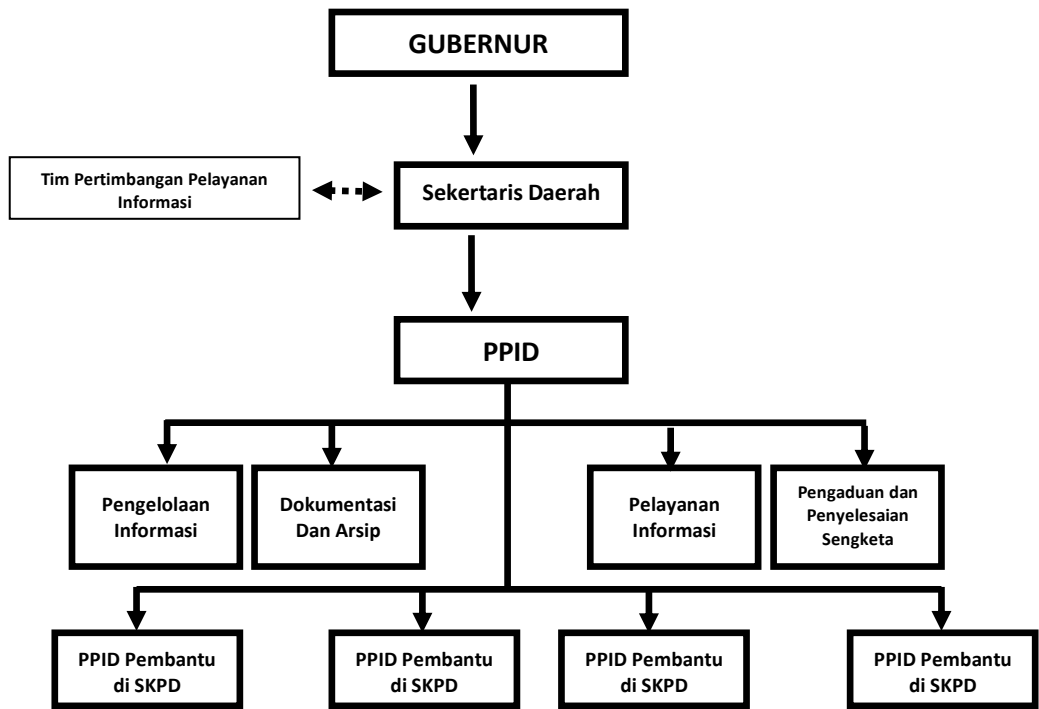 GUBERNUR
Tim Pertimbangan Pelayanan
Informasi
Sekertaris Daerah
PPID
Pengelolaan
Informasi
Dokumentasi
Dan Arsip
Pelayanan
Informasi
Pengaduan dan
Penyelesaian
Sengketa
PPID Pembantu
di SKPD
PPID Pembantu
di SKPD
PPID Pembantu
di SKPD
PPID Pembantu
di SKPD